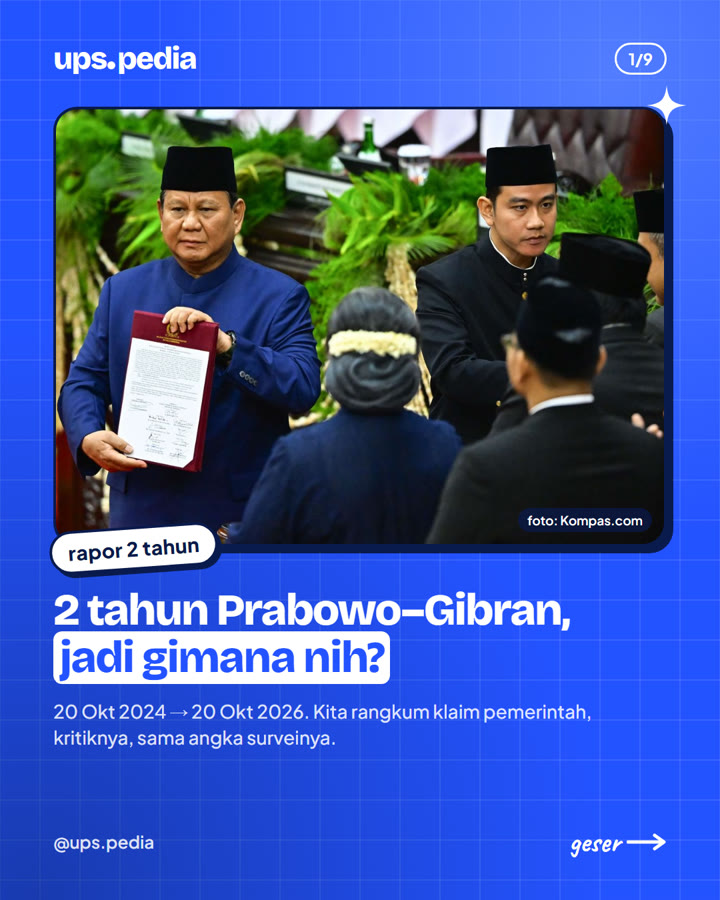 ups.pedia
1/9
foto: Kompas.com
rapor 2 tahun
2 tahun Prabowo–Gibran,
jadi gimana nih?
20 Okt 2024 → 20 Okt 2026. Kita rangkum klaim pemerintah,
kritiknya, sama angka surveinya.
@ups.pedia
geser →